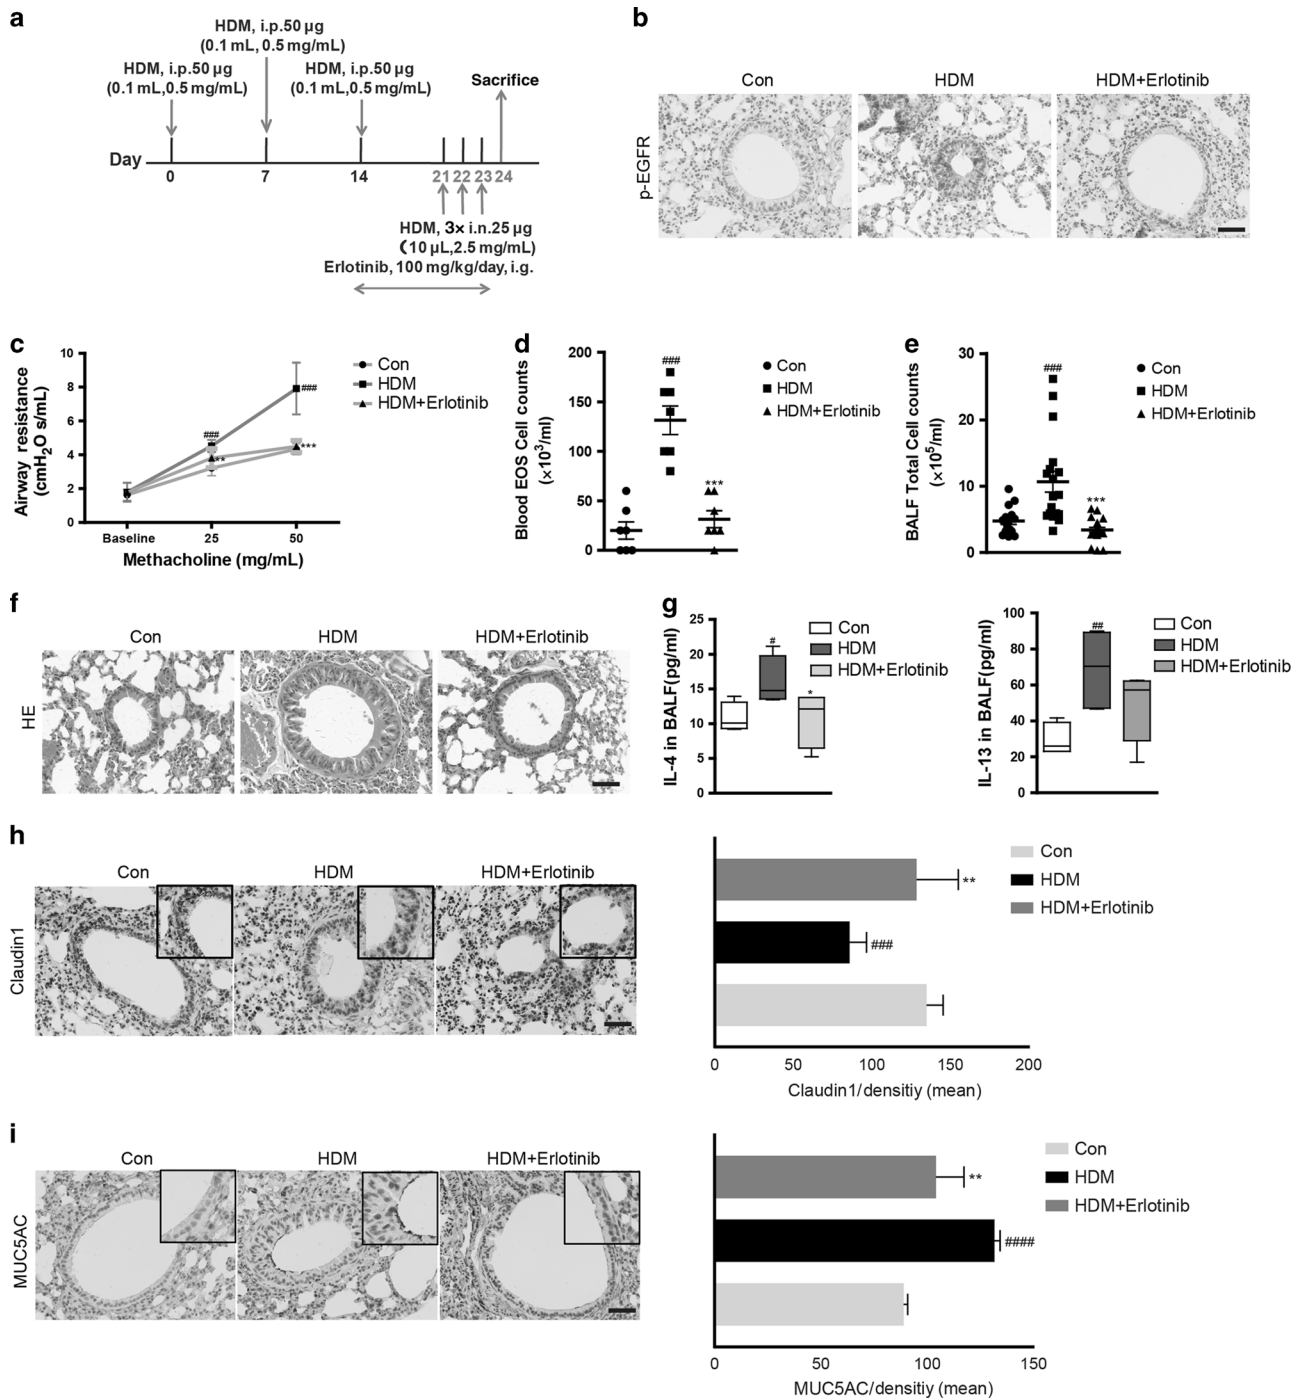 a
HDM, i.p.50 µg
(0.1 mL, 0.5 mg/mL)
HDM, i.p.50 µg
(0.1 mL,0.5 mg/mL)
HDM, i.p.50 µg
(0.1 mL,0.5 mg/mL)
Sacrifice
Day
0 7 14 21 22 23 24
HDM, 3× i.n.25 µg
(10 µL,2.5 mg/mL)
Erlotinib, 100 mg/kg/day, i.g.
b
Con HDM HDM+Erlotinib
p-EGFR
c
Airway resistance
(cmH2O s/mL)
10
8
6
4
2
0
###
###
**
***
Baseline 25 50
Methacholine (mg/mL)
Con
HDM
HDM+Erlotinib
d
Blood EOS Cell counts
(×10³/ml)
200
150
100
50
0
###
***
Con
HDM
HDM+Erlotinib
e
BALF Total Cell counts
(×10⁵/ml)
30
20
10
0
###
***
Con
HDM
HDM+Erlotinib
f
Con HDM HDM+Erlotinib
HE
g
IL-4 in BALF(pg/ml)
25
20
15
10
5
0
#
*
Con
HDM
HDM+Erlotinib
IL-13 in BALF(pg/ml)
100
80
60
40
20
0
##
Con
HDM
HDM+Erlotinib
h
Con HDM HDM+Erlotinib
Claudin1
**
###
0 50 100 150 200
Claudin1/densitiy (mean)
Con
HDM
HDM+Erlotinib
i
Con HDM HDM+Erlotinib
MUC5AC
**
####
0 50 100 150
MUC5AC/densitiy (mean)
Con
HDM
HDM+Erlotinib